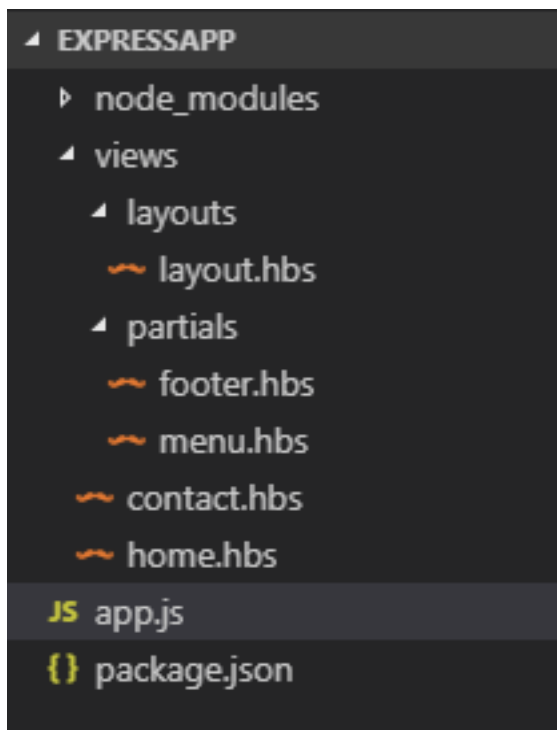 EXPRESSAPP
node_modules
views
layouts
layout.hbs
partials
footer.hbs
menu.hbs
contact.hbs
home.hbs
JS app.js
{} package.json